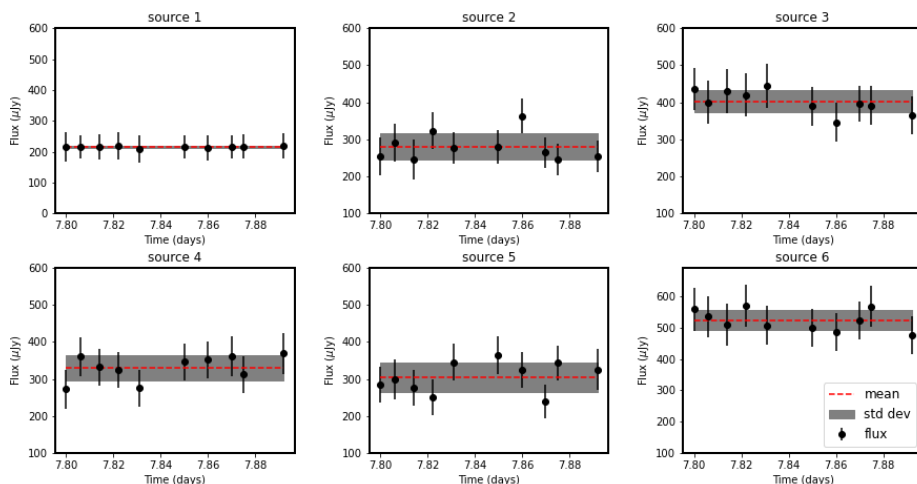 source 1
source 2
source 3
600
500
400
300
200
100
0
Flux (μJy)
7.80 7.82 7.84 7.86 7.88
Time (days)
600
500
400
300
200
100
Flux (μJy)
7.80 7.82 7.84 7.86 7.88
Time (days)
600
500
400
300
200
100
Flux (μJy)
7.80 7.82 7.84 7.86 7.88
Time (days)
source 4
source 5
source 6
600
500
400
300
200
100
Flux (μJy)
7.80 7.82 7.84 7.86 7.88
Time (days)
600
500
400
300
200
100
Flux (μJy)
7.80 7.82 7.84 7.86 7.88
Time (days)
600
500
400
300
200
100
Flux (μJy)
mean
std dev
flux
7.80 7.82 7.84 7.86 7.88
Time (days)